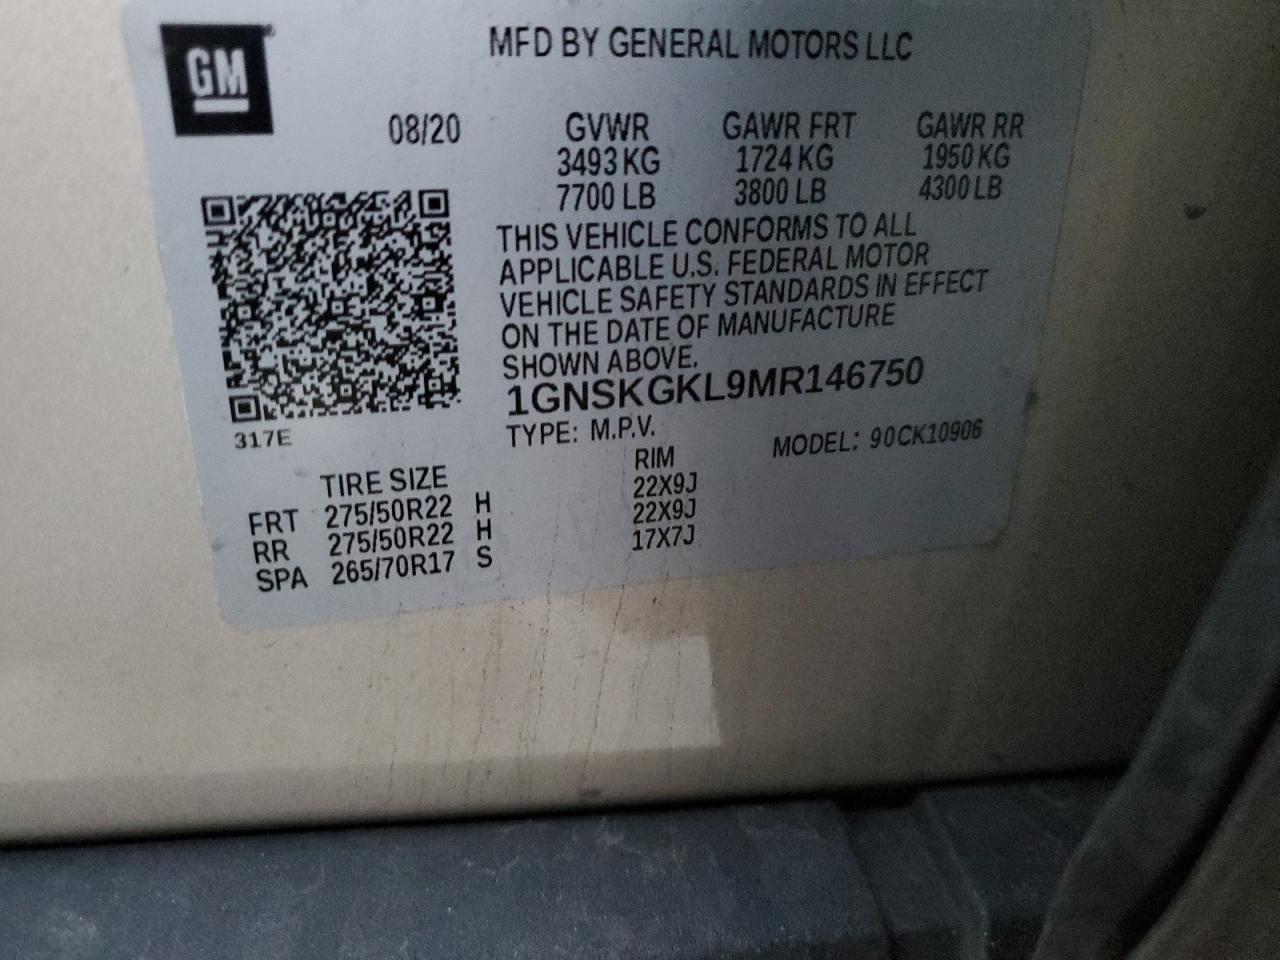 GM
MFD BY GENERAL MOTORS LLC
08/20 GVWR GAWR FRT GAWR RR
3493 KG 1724 KG 1950 KG
7700 LB 3800 LB 4300 LB
THIS VEHICLE CONFORMS TO ALL
APPLICABLE U.S. FEDERAL MOTOR
VEHICLE SAFETY STANDARDS IN EFFECT
ON THE DATE OF MANUFACTURE
SHOWN ABOVE.
1GNSKGKL9MR146750
317E
TYPE: M.P.V. MODEL: 90CK10906
TIRE SIZE RIM
FRT 275/50R22 H 22X9J
RR 275/50R22 H 22X9J
SPA 265/70R17 S 17X7J